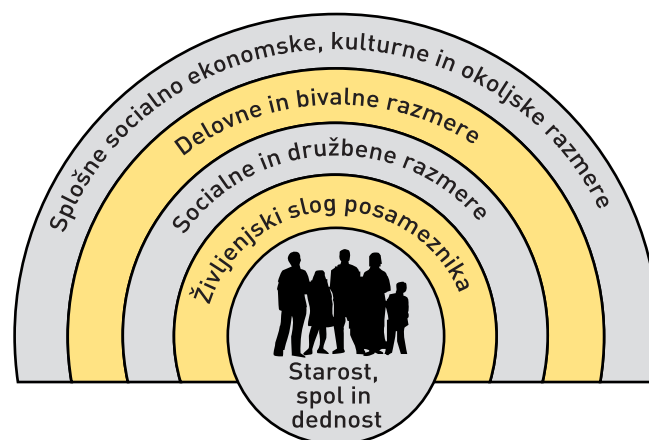 Splošne socialno ekonomske, kulturne in okoljske razmere
Delovne in bivalne razmere
Socialne in družbene razmere
Življenjski slog posameznika
Starost,
spol in
dednost